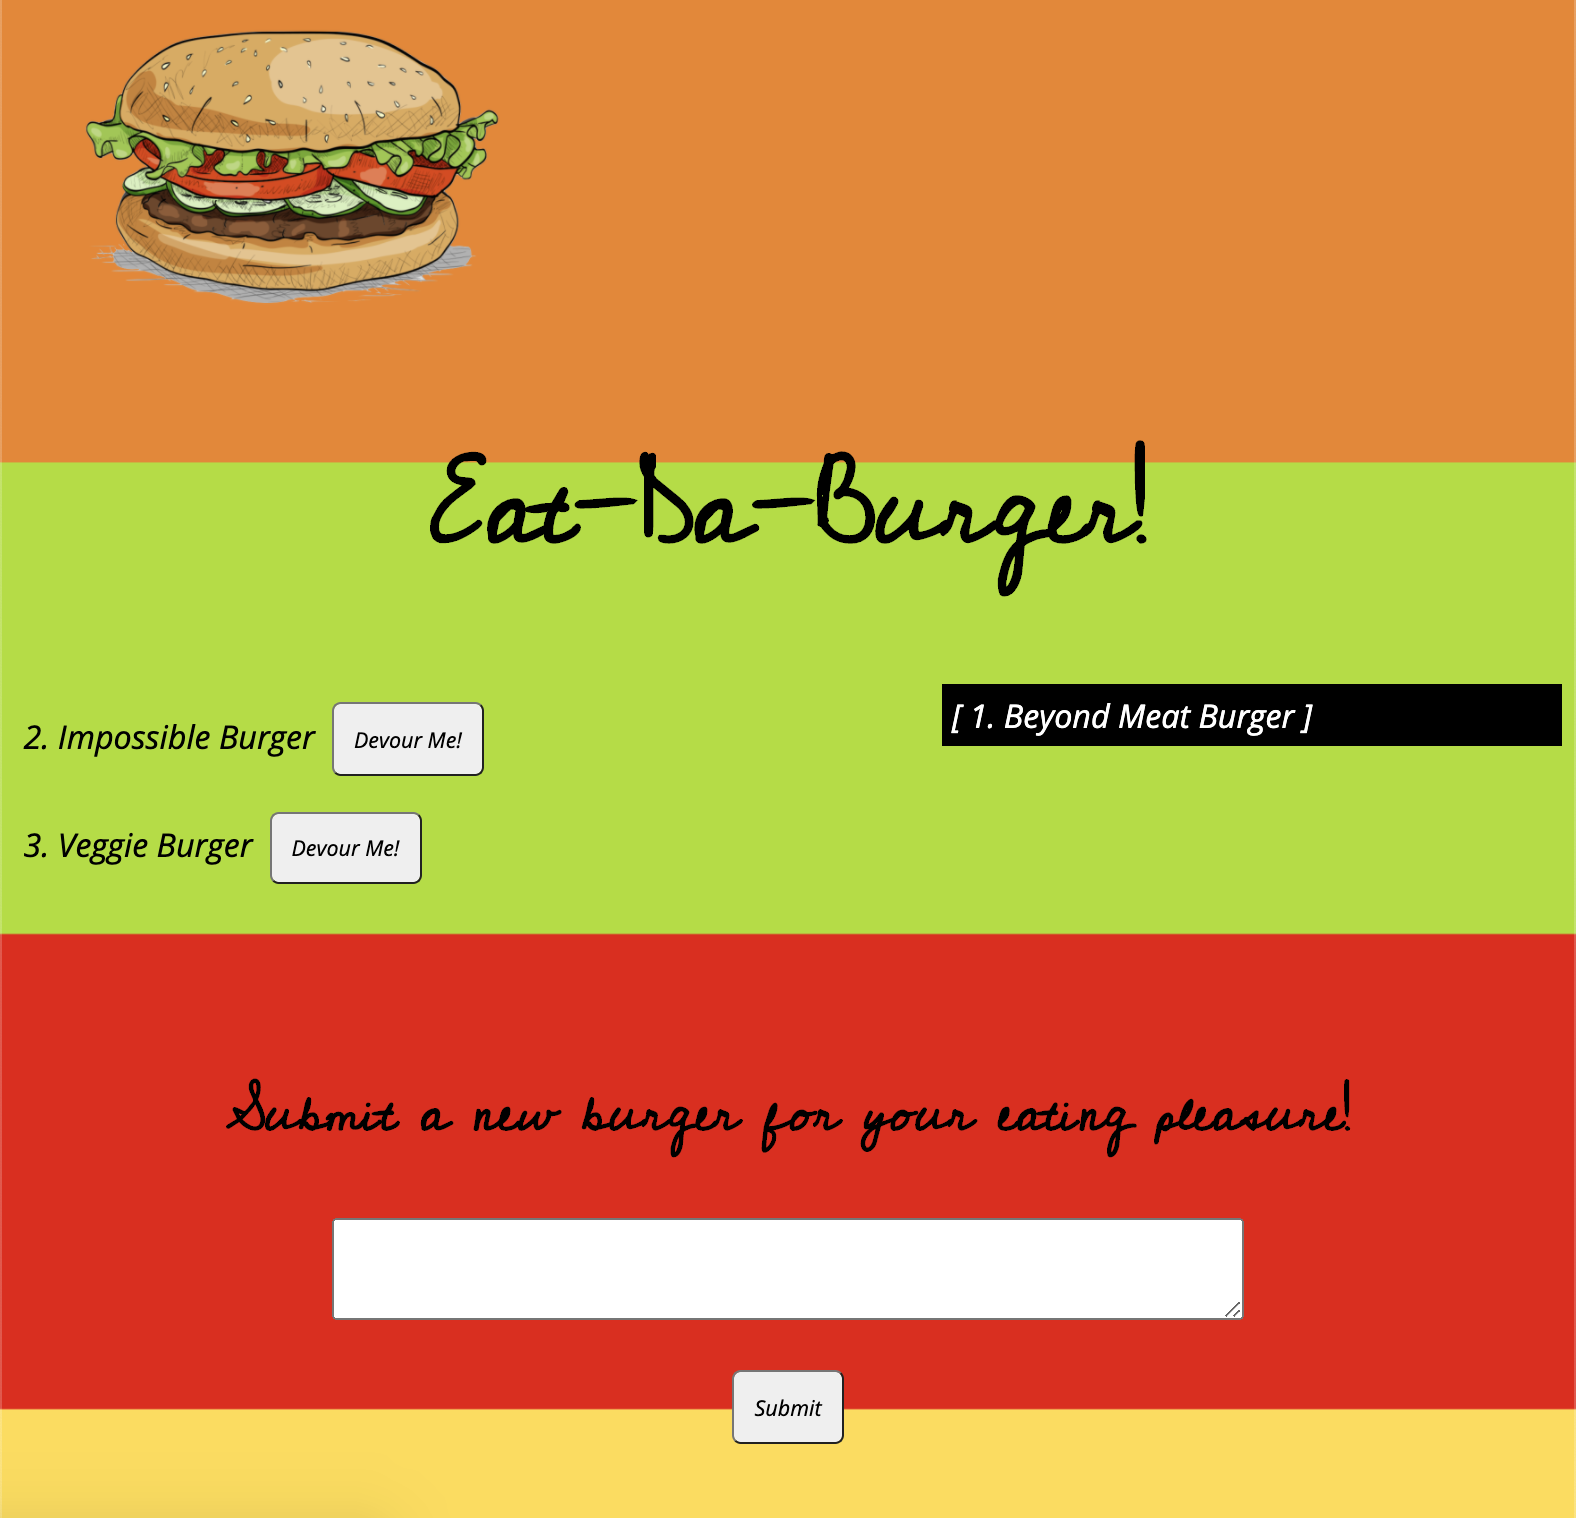 Eat-Da-Burger!
2. Impossible Burger Devour Me!
[ 1. Beyond Meat Burger ]
3. Veggie Burger Devour Me!
Submit a new burger for your eating pleasure!
Submit